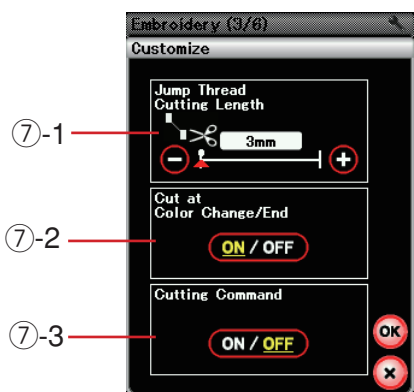 Embroidery (3/6)
Customize
Jump Thread
Cutting Length
3mm
⑦-1
Cut at
Color Change/End
ON / OFF
⑦-2
Cutting Command
ON / OFF
⑦-3
OK